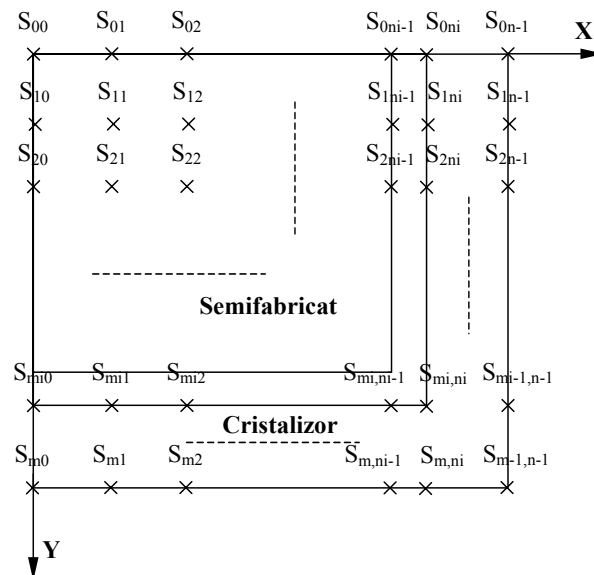 S00 S01 S02 S0ni-1 S0ni S0n-1 X
S10 S11 S12 S1ni-1 S1ni S1n-1
S20 S21 S22 S2ni-1 S2ni S2n-1
Semifabricat
Smi0 Smi1 Smi2 Smi,ni-1 Smi,ni Smi-1,n-1
Cristalizor
Sm0 Sm1 Sm2 Sm,ni-1 Sm,ni Sm-1,n-1
Y